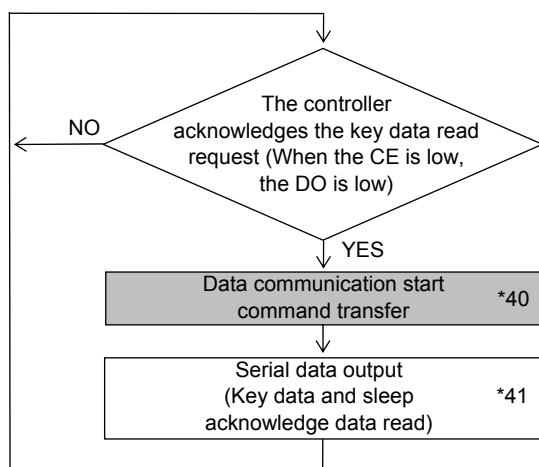 The controller
acknowledges the key data read
request (When the CE is low,
the DO is low)
NO
YES
Data communication start
command transfer
*40
Serial data output
(Key data and sleep
acknowledge data read)
*41